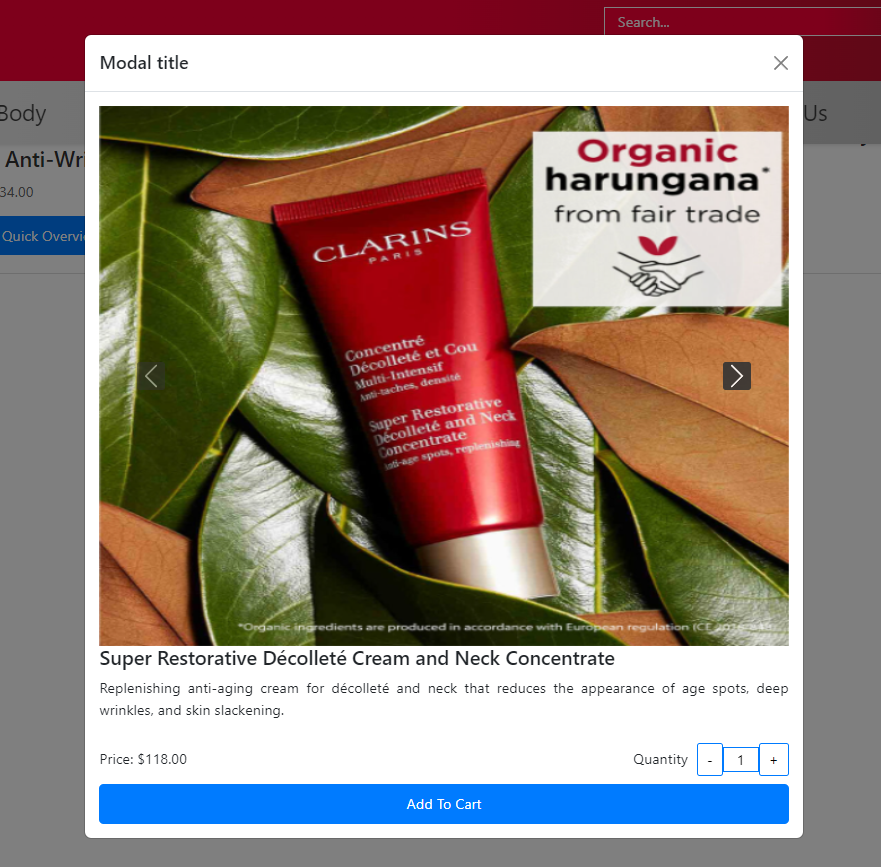 Search...
Modal title
Body
Us
Anti-Wri
34.00
Quick Overvi
Organic
harungana*
from fair trade
CLARINS
PARIS
Concentré
Décolleté et Cou
Multi-Intensif
Anti-taches, densité
Super Restorative
Décolleté and Neck
Concentrate
Anti-age spots, replenishing
*Organic ingredients are produced in accordance with European regulation (CE
Super Restorative Décolleté Cream and Neck Concentrate
Replenishing anti-aging cream for décolleté and neck that reduces the appearance of age spots, deep
wrinkles, and skin slackening.
Price: $118.00
Quantity - 1 +
Add To Cart